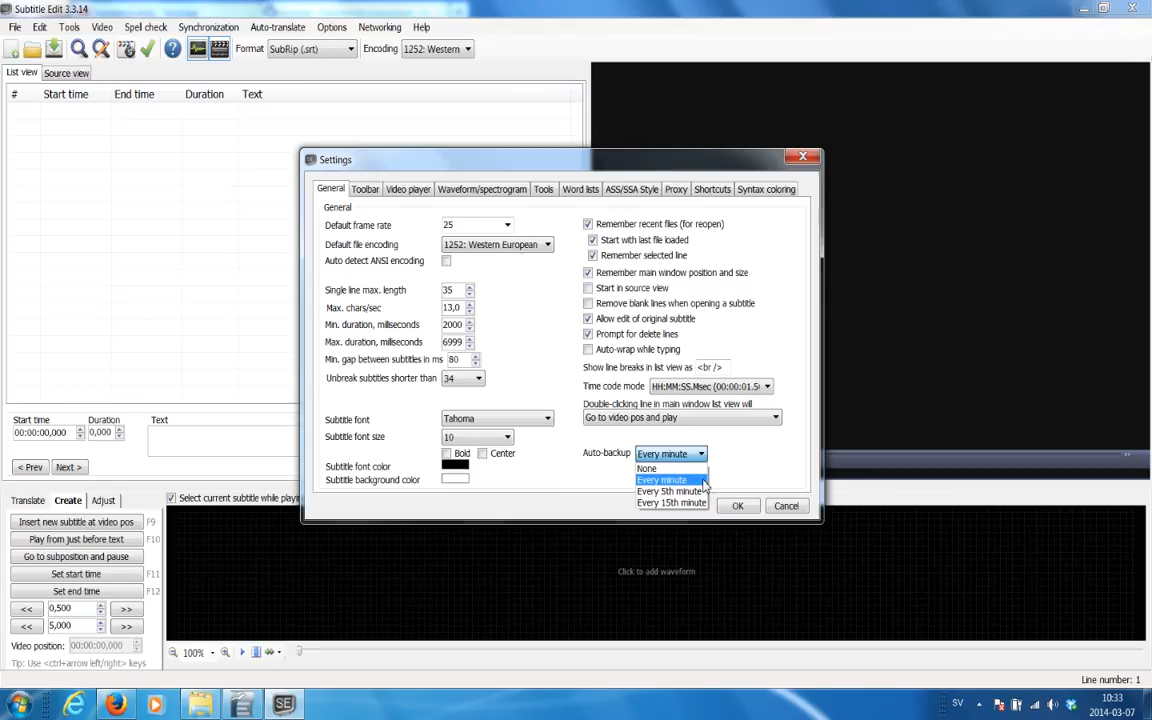 Subtitle Edit 3.3.14
File Edit Tools Video Spell check Synchronization Auto-translate Options Networking Help
Format SubRip (.srt) Encoding 1252: Western
List view Source view
# Start time End time Duration Text
Settings
General Toolbar Video player Waveform/spectrogram Tools Word lists ASS/SSA Style Proxy Shortcuts Syntax coloring
General
Default frame rate 25
Default file encoding 1252: Western European
Auto detect ANSI encoding
Single line max. length 35
Max. chars/sec 13,0
Min. duration, miliseconds 2000
Max. duration, miliseconds 6999
Min. gap between subtitles in ms 80
Unbreak subtitles shorter than 34
Subtitle font Tahoma
Subtitle font size 10
Bold Center
Subtitle font color
Subtitle background color
Remember recent files (for reopen)
Start with last file loaded
Remember selected line
Remember main window position and size
Start in source view
Remove blank lines when opening a subtitle
Allow edit of original subtitle
Prompt for delete lines
Auto-wrap while typing
Show line breaks in list view as <br />
Time code mode HH:MM:SS.Msec (00:00:01.5
Double-clicking line in main window list view will
Go to video pos and play
Auto-backup Every minute
None
Every minute
Every 5th minute
Every 15th minute
OK Cancel
Start time Duration Text
00:00:00,000 0,000
< Prev Next >
Translate Create Adjust Select current subtitle while playin
Insert new subtitle at video pos F9
Play from just before text F10
Go to subposition and pause
Set start time F11
Set end time F12
<< 0,500 >>
<< 5,000 >>
Video position: 00:00:00,000
Tip: Use <ctrl+arrow left/right> keys
Click to add waveform
100%
Line number: 1
SE
SV
10:33
2014-03-07